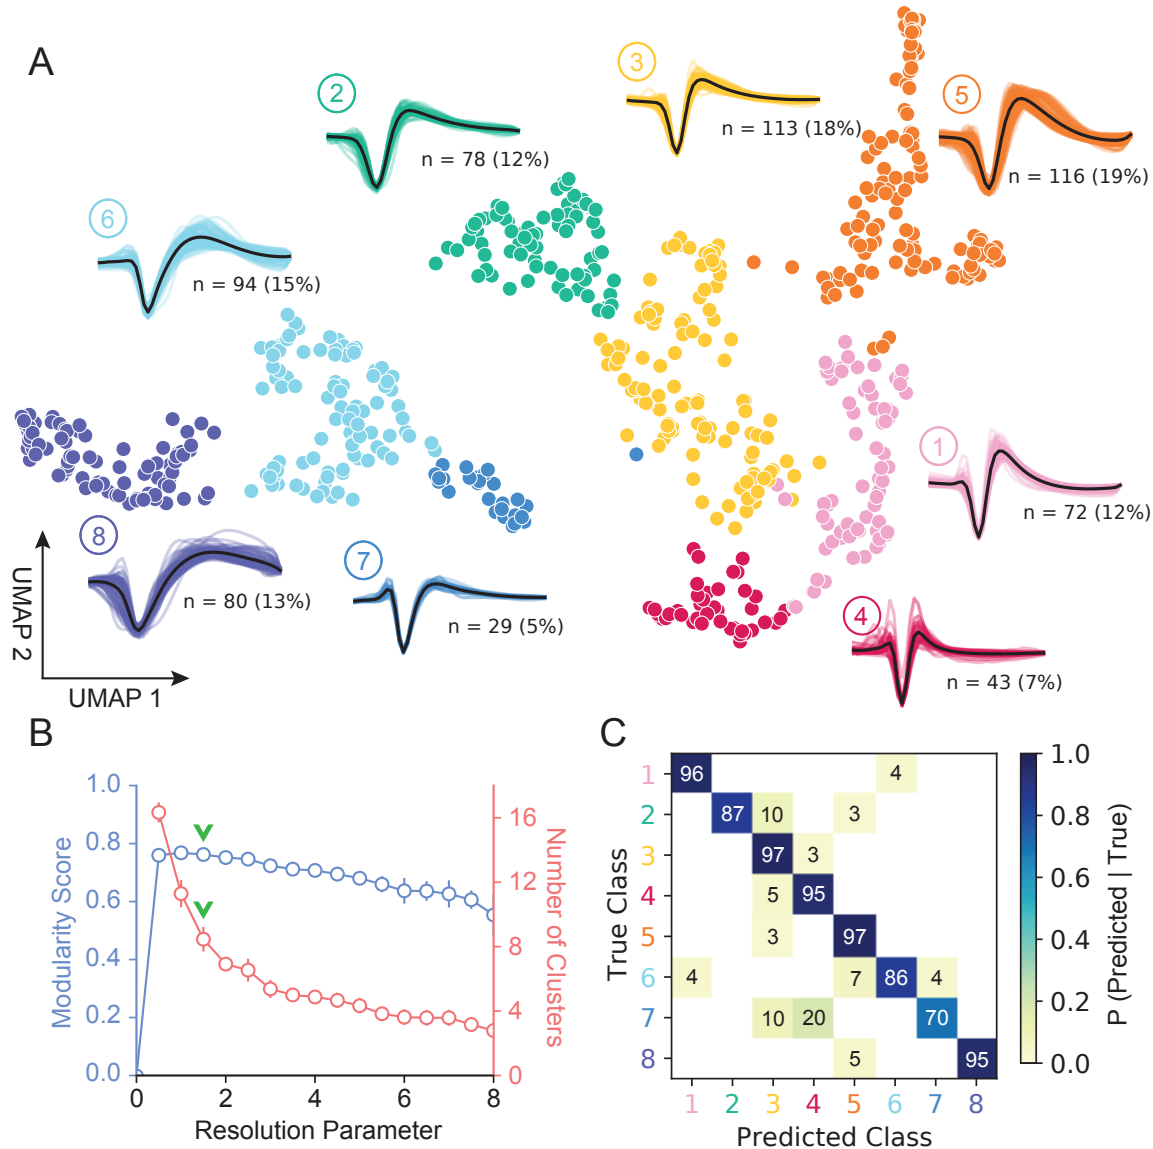 A
2
n = 78 (12%)
3
n = 113 (18%)
5
n = 116 (19%)
6
n = 94 (15%)
1
n = 72 (12%)
8
n = 80 (13%)
7
n = 29 (5%)
4
n = 43 (7%)
UMAP 2
UMAP 1
B
Modularity Score
1.0
0.8
0.6
0.4
0.2
0.0
16
12
8
4
0
Number of Clusters
0 2 4 6 8
Resolution Parameter
C
True Class
1 96 4
2 87 10 3
3 97 3
4 5 95
5 3 97
6 4 7 86 4
7 10 20 70
8 5 95
1 2 3 4 5 6 7 8
Predicted Class
1.0
0.8
0.6
0.4
0.2
0.0
P (Predicted | True)